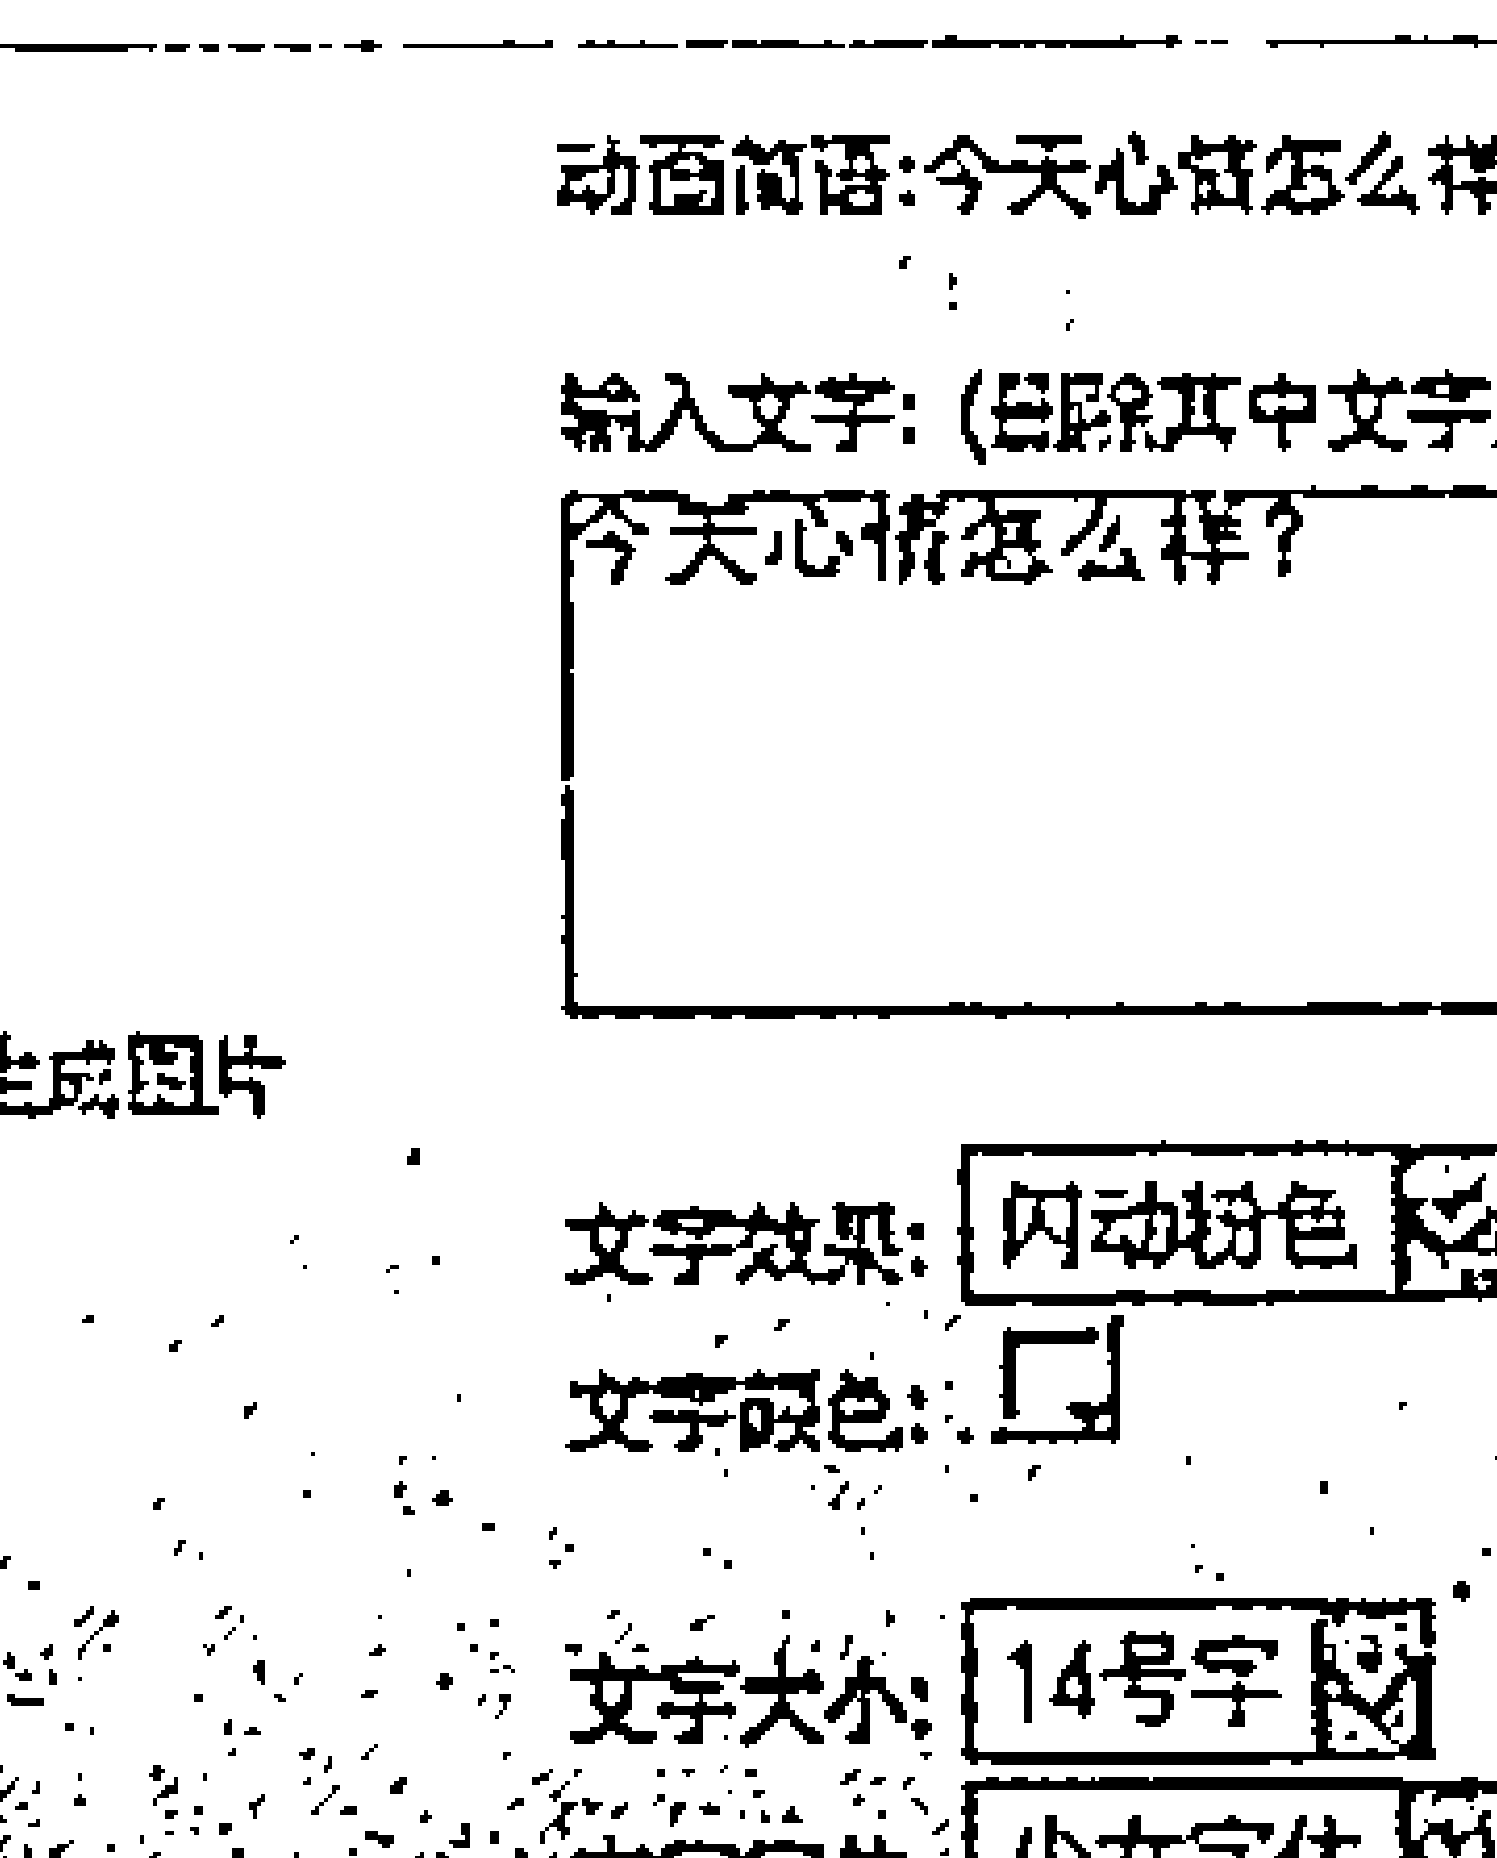 动画简语:今天心情怎么样
输入文字: (删除其中文字
今天心情怎么样?
生成图片
文字效果: 闪动粉色
文字颜色:
文字大小: 14号字